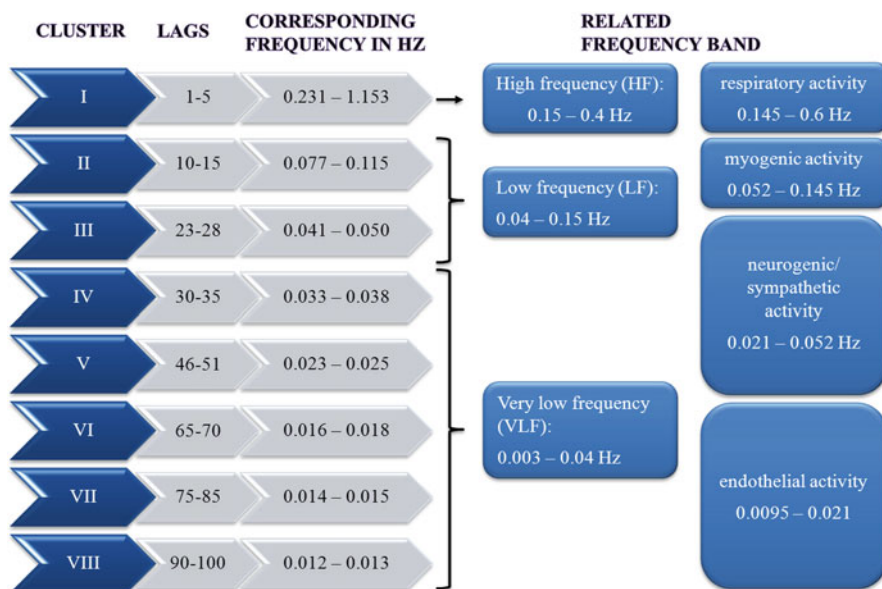 CLUSTER
LAGS
CORRESPONDING
FREQUENCY IN HZ
RELATED
FREQUENCY BAND
I
1-5
0.231 – 1.153
High frequency (HF):
0.15 – 0.4 Hz
respiratory activity
0.145 – 0.6 Hz
II
10-15
0.077 – 0.115
myogenic activity
0.052 – 0.145 Hz
Low frequency (LF):
0.04 – 0.15 Hz
III
23-28
0.041 – 0.050
neurogenic/
sympathetic
activity
0.021 – 0.052 Hz
IV
30-35
0.033 – 0.038
V
46-51
0.023 – 0.025
VI
65-70
0.016 – 0.018
Very low frequency
(VLF):
0.003 – 0.04 Hz
VII
75-85
0.014 – 0.015
endothelial activity
0.0095 – 0.021
VIII
90-100
0.012 – 0.013